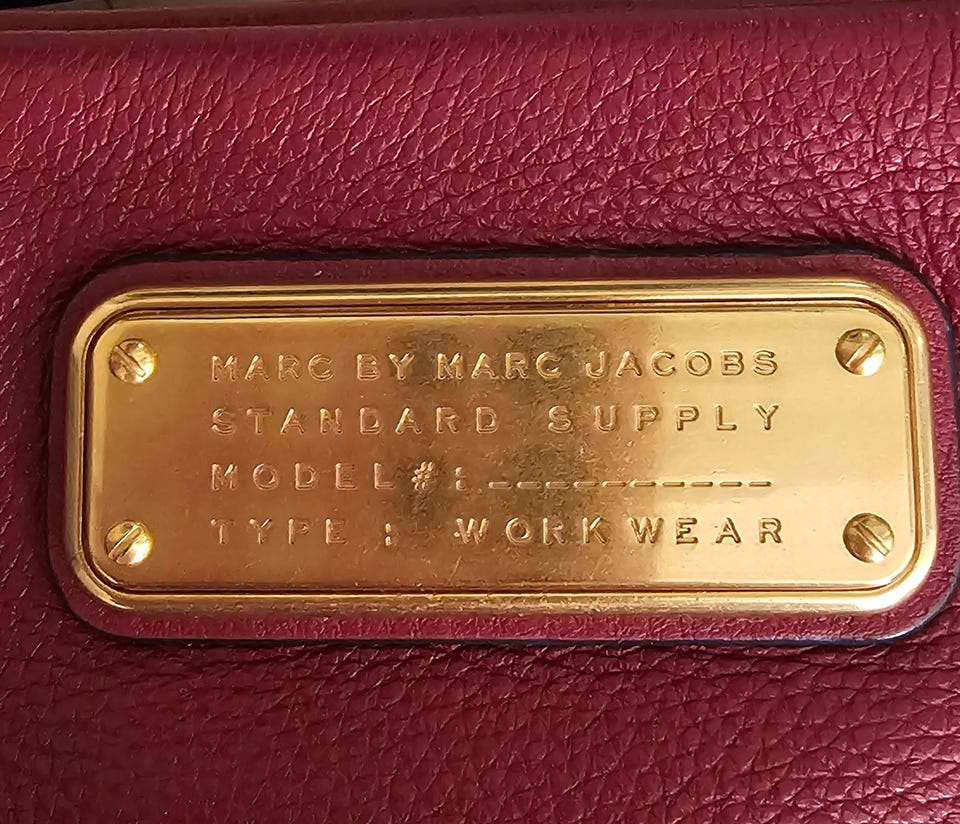 MARC BY MARC JACOBS
STANDARD SUPPLY
MODEL#:__________
TYPE: WORKWEAR